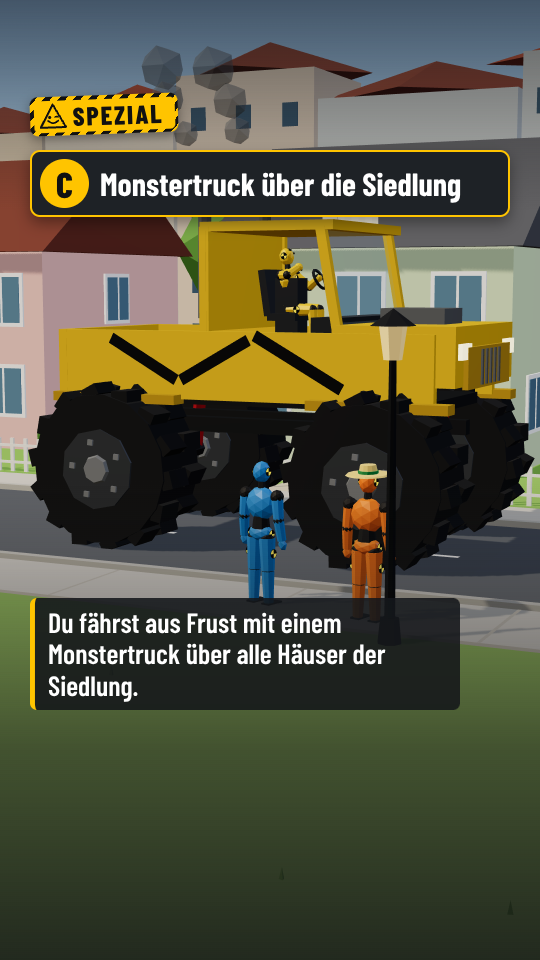 SPEZIAL
C Monstertruck über die Siedlung
Du fährst aus Frust mit einem
Monstertruck über alle Häuser der
Siedlung.